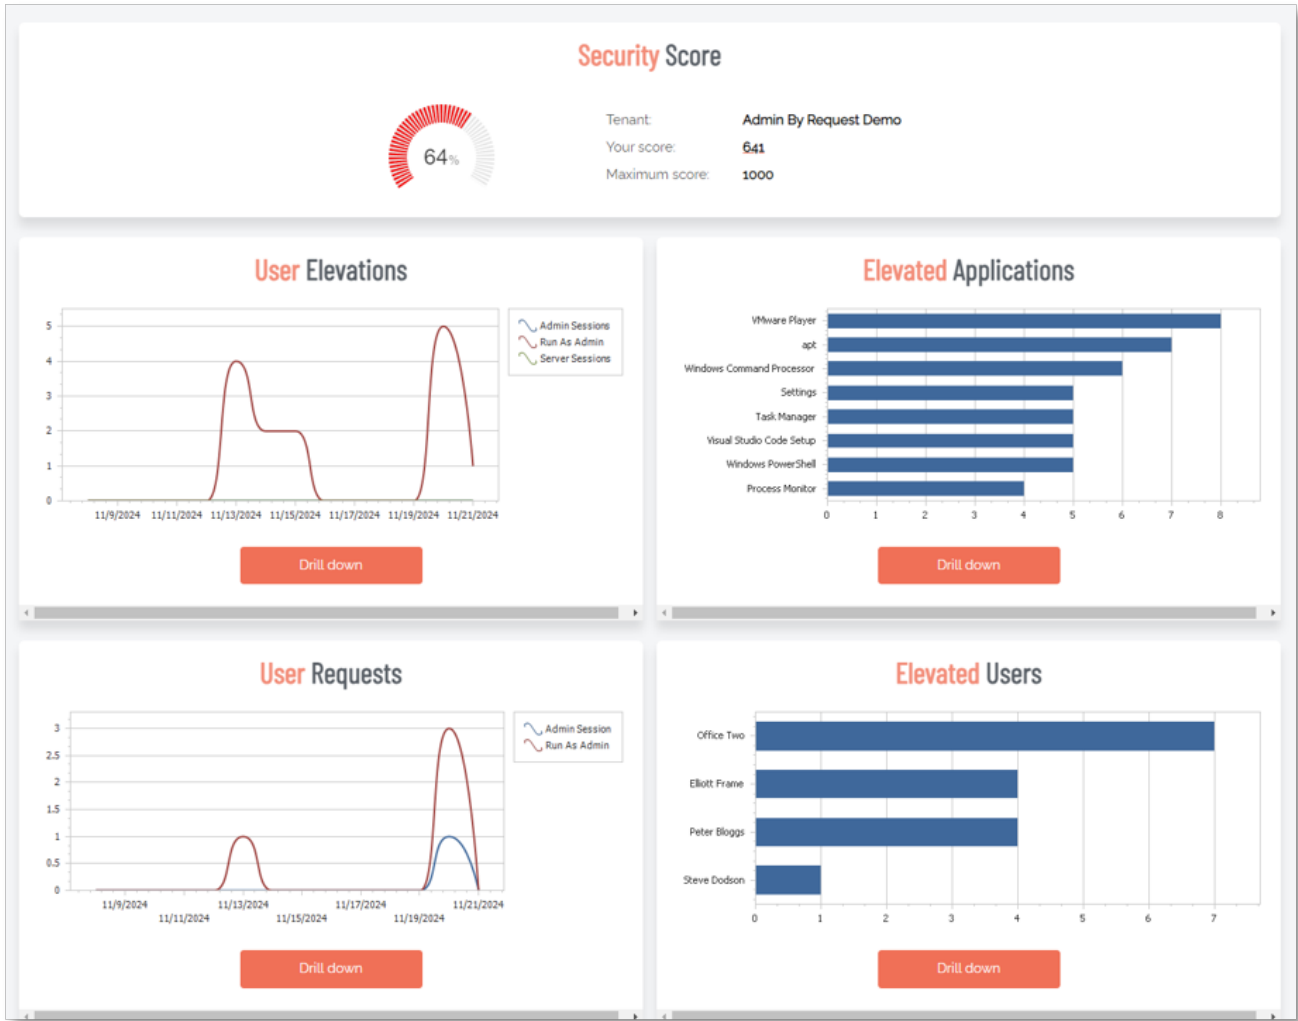 Security Score
64%
Tenant: Admin By Request Demo
Your score: 641
Maximum score: 1000
User Elevations
5
4
3
2
1
0
11/9/2024 11/11/2024 11/13/2024 11/15/2024 11/17/2024 11/19/2024 11/21/2024
Admin Sessions
Run As Admin
Server Sessions
Drill down
Elevated Applications
VMware Player
apt
Windows Command Processor
Settings
Task Manager
Visual Studio Code Setup
Windows PowerShell
Process Monitor
0 1 2 3 4 5 6 7 8
Drill down
User Requests
3
2.5
2
1.5
1
0.5
0
11/9/2024 11/13/2024 11/17/2024 11/21/2024
11/11/2024 11/15/2024 11/19/2024
Admin Session
Run As Admin
Drill down
Elevated Users
Office Two
Elliott Frame
Peter Bloggs
Steve Dodson
0 1 2 3 4 5 6 7
Drill down